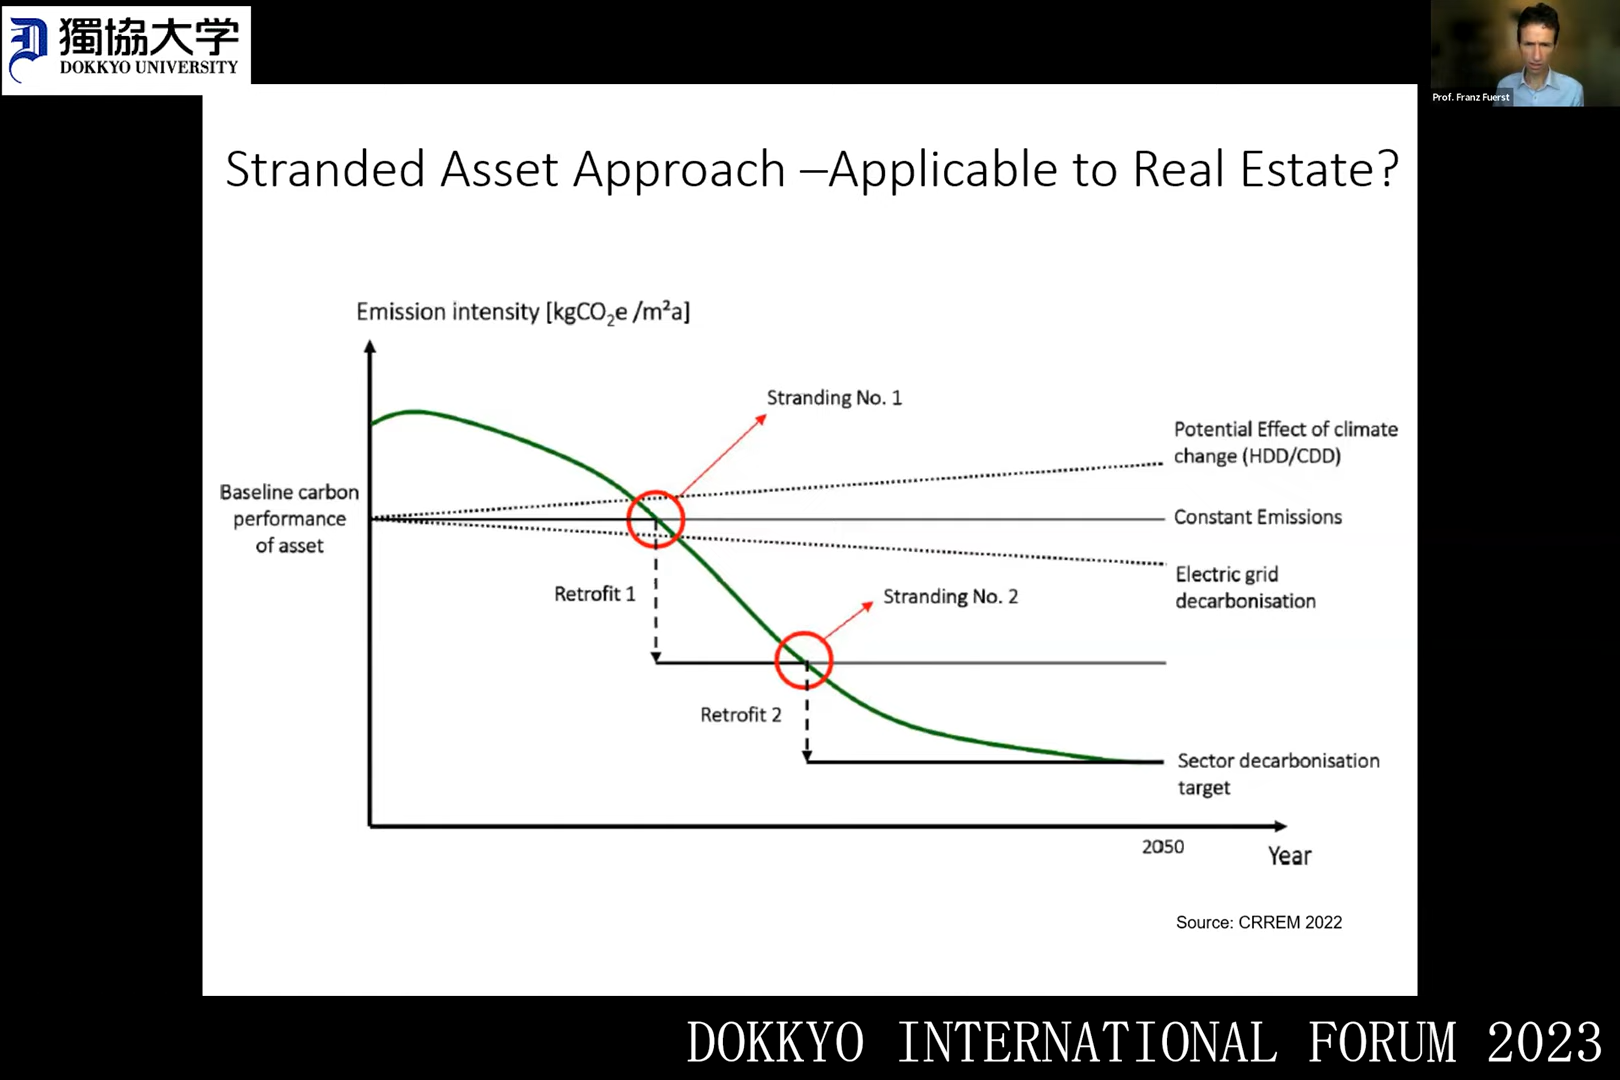 獨協大学
DOKKYO UNIVERSITY
Prof. Franz Fuerst
Stranded Asset Approach –Applicable to Real Estate?
Emission intensity [kgCO₂e /m²a]
Stranding No. 1
Potential Effect of climate
change (HDD/CDD)
Baseline carbon
performance
of asset
Constant Emissions
Electric grid
decarbonisation
Retrofit 1
Stranding No. 2
Retrofit 2
Sector decarbonisation
target
2050
Year
Source: CRREM 2022
DOKKYO INTERNATIONAL FORUM 2023